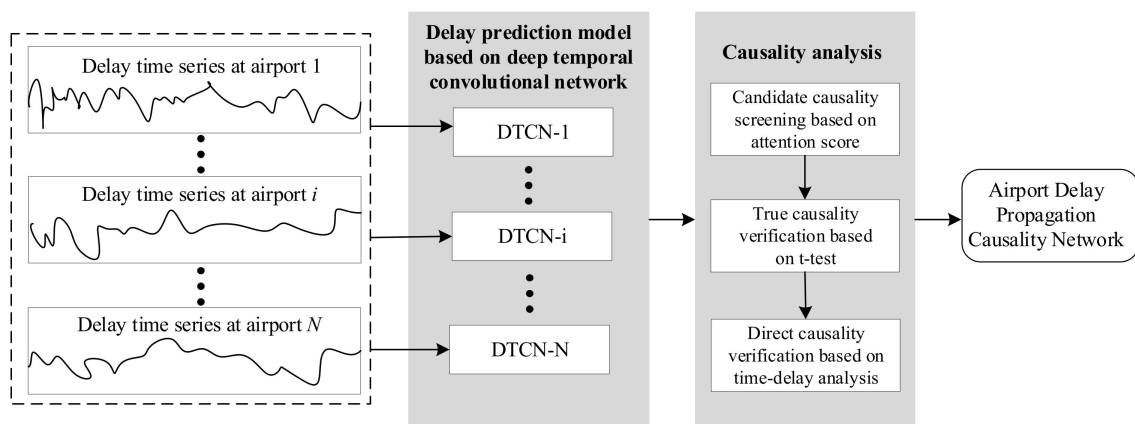 Delay time series at airport 1
Delay time series at airport i
Delay time series at airport N
Delay prediction model
based on deep temporal
convolutional network
DTCN-1
DTCN-i
DTCN-N
Causality analysis
Candidate causality
screening based on
attention score
True causality
verification based
on t-test
Direct causality
verification based on
time-delay analysis
Airport Delay
Propagation
Causality Network